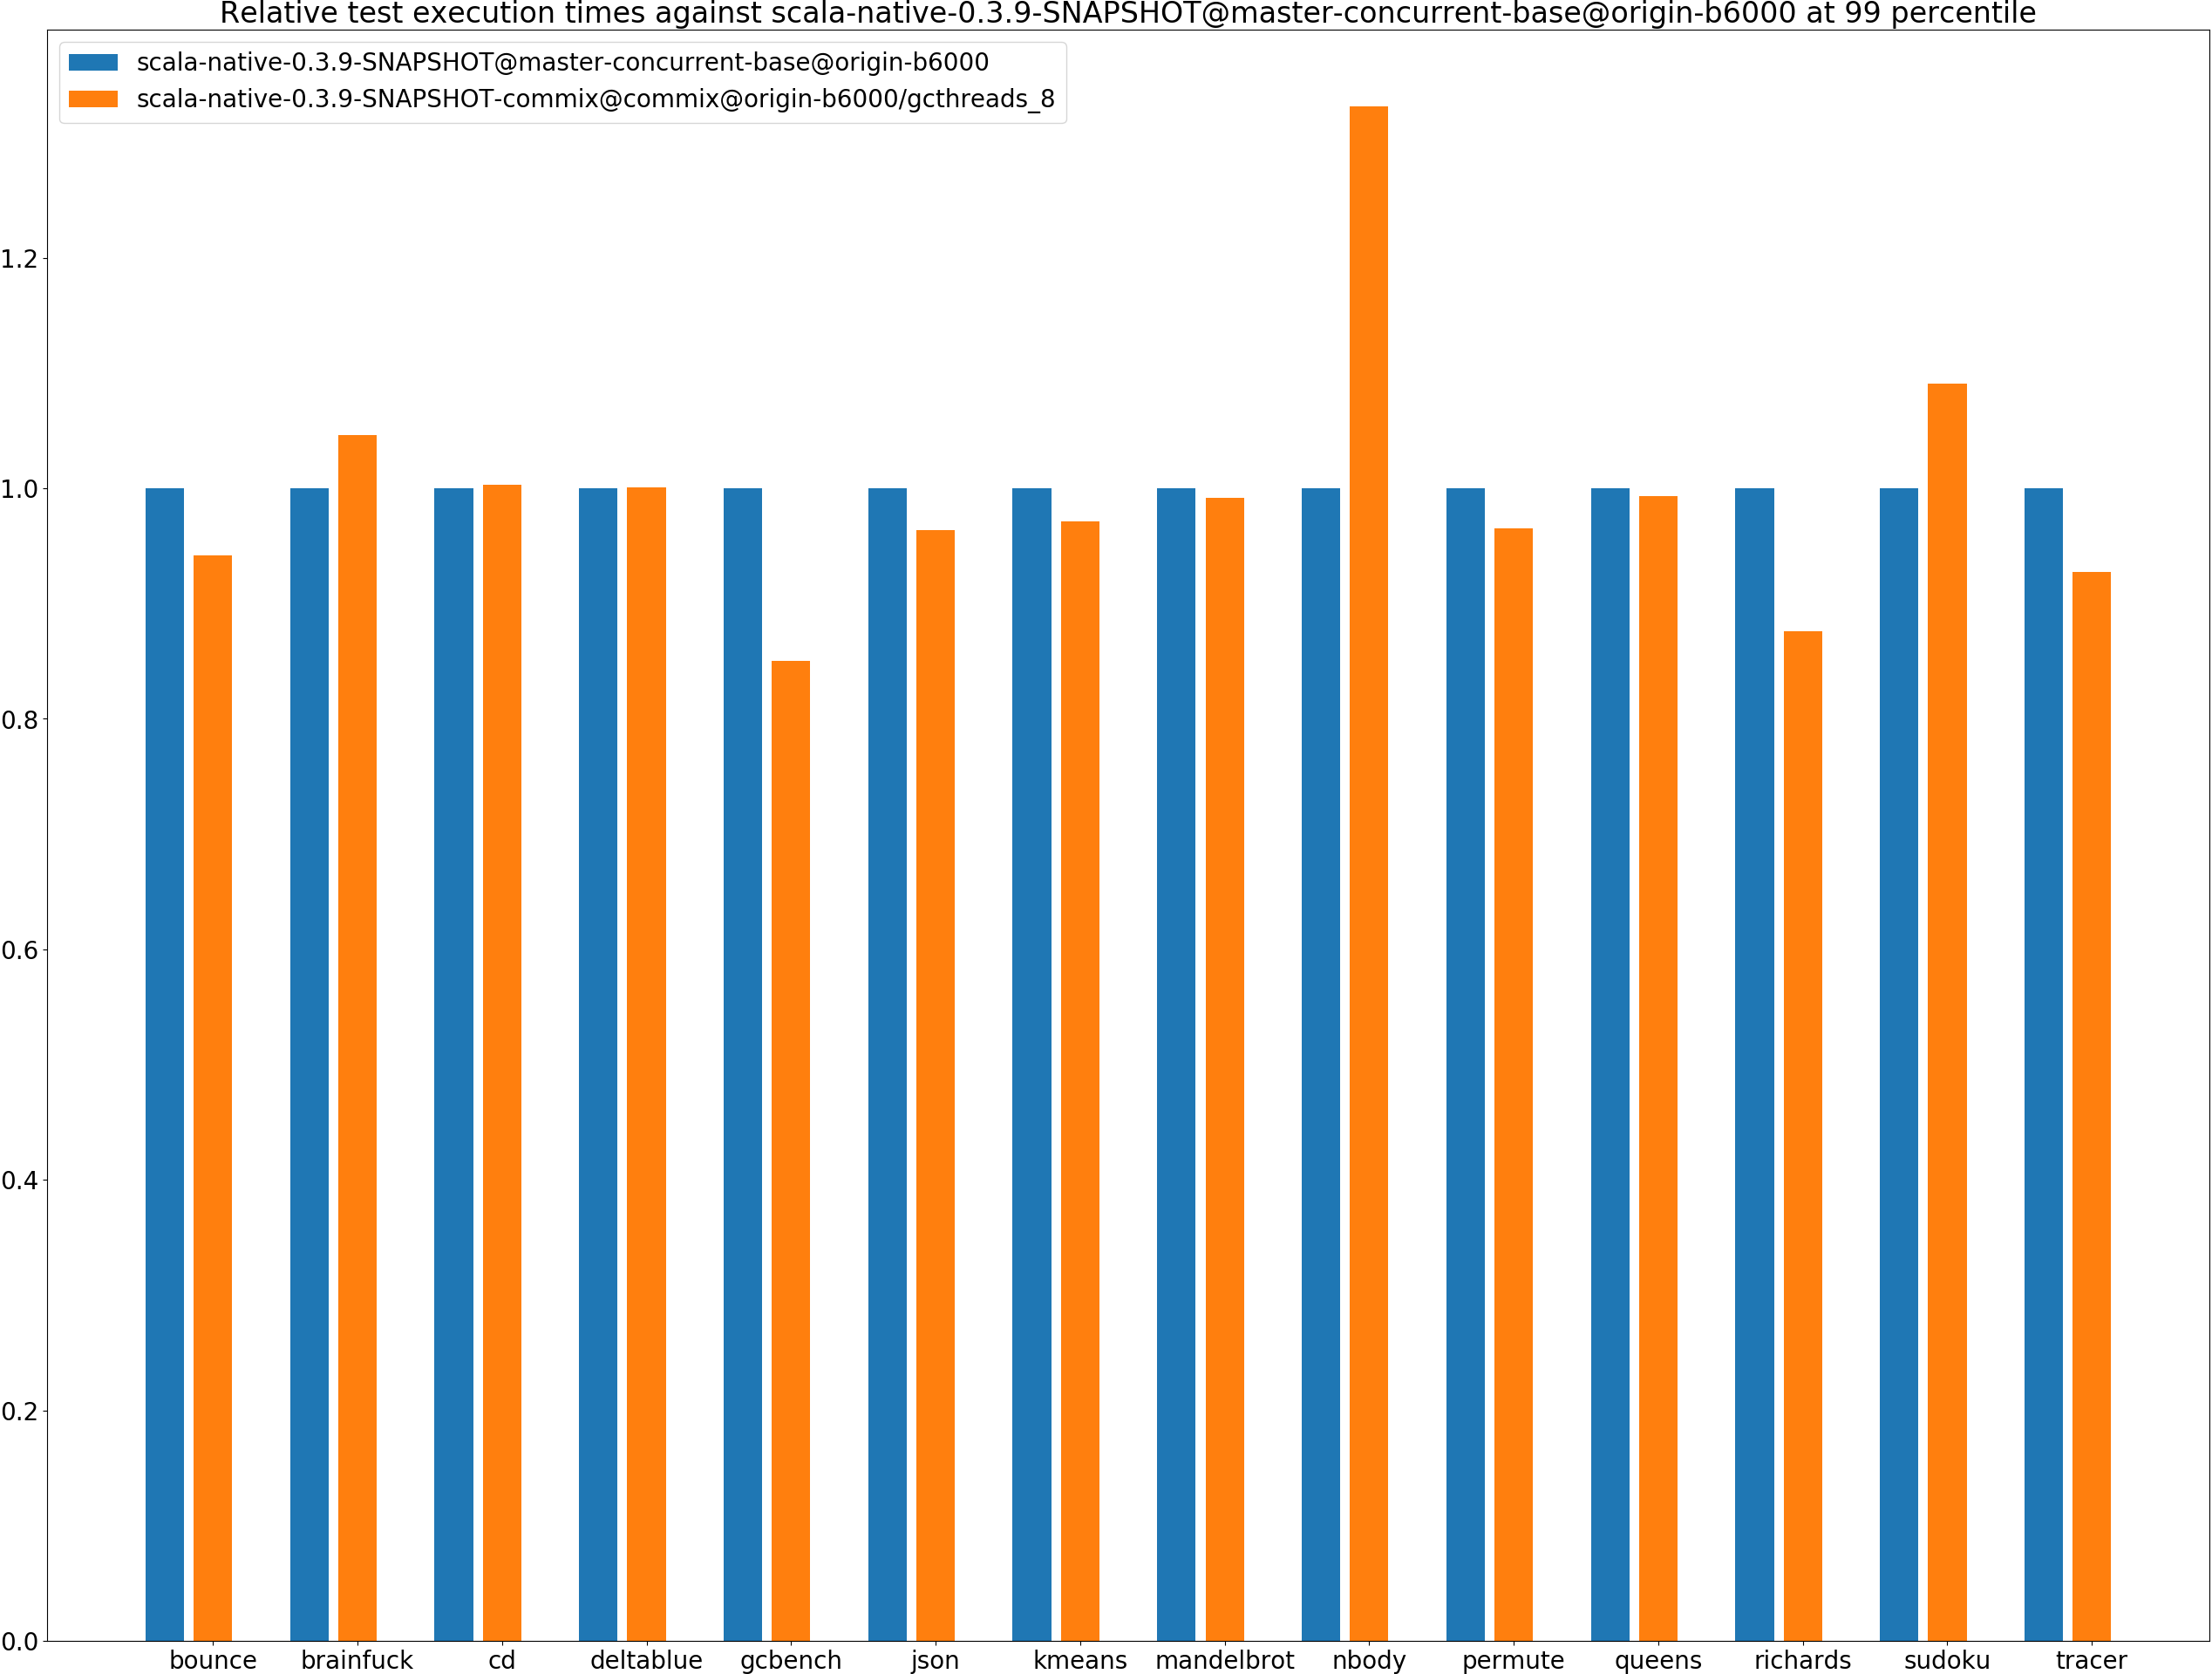 Relative test execution times against scala-native-0.3.9-SNAPSHOT@master-concurrent-base@origin-b6000 at 99 percentile
scala-native-0.3.9-SNAPSHOT@master-concurrent-base@origin-b6000
scala-native-0.3.9-SNAPSHOT-commix@commix@origin-b6000/gcthreads_8
1.2
1.0
0.8
0.6
0.4
0.2
0.0
bounce brainfuck cd deltablue gcbench json kmeans mandelbrot nbody permute queens richards sudoku tracer